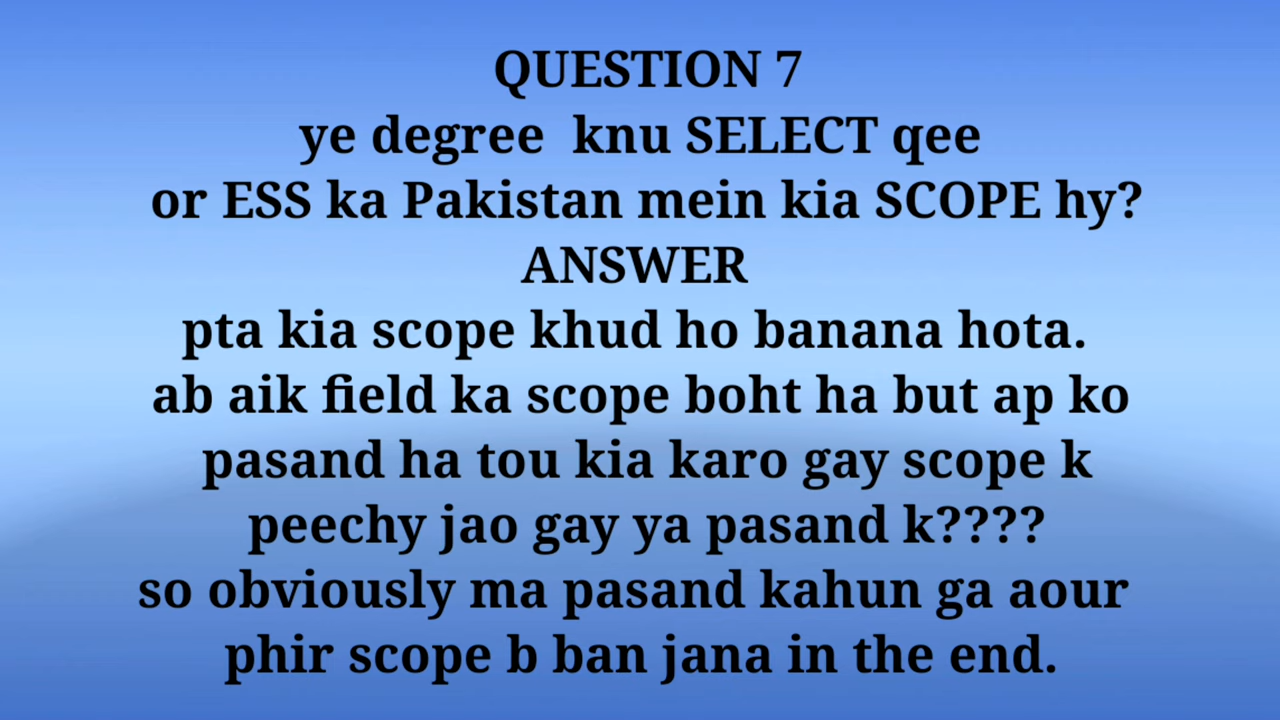 QUESTION 7
ye degree knu SELECT qee
or ESS ka Pakistan mein kia SCOPE hy?
ANSWER
pta kia scope khud ho banana hota.
ab aik field ka scope boht ha but ap ko
pasand ha tou kia karo gay scope k
peechy jao gay ya pasand k????
so obviously ma pasand kahun ga aour
phir scope b ban jana in the end.